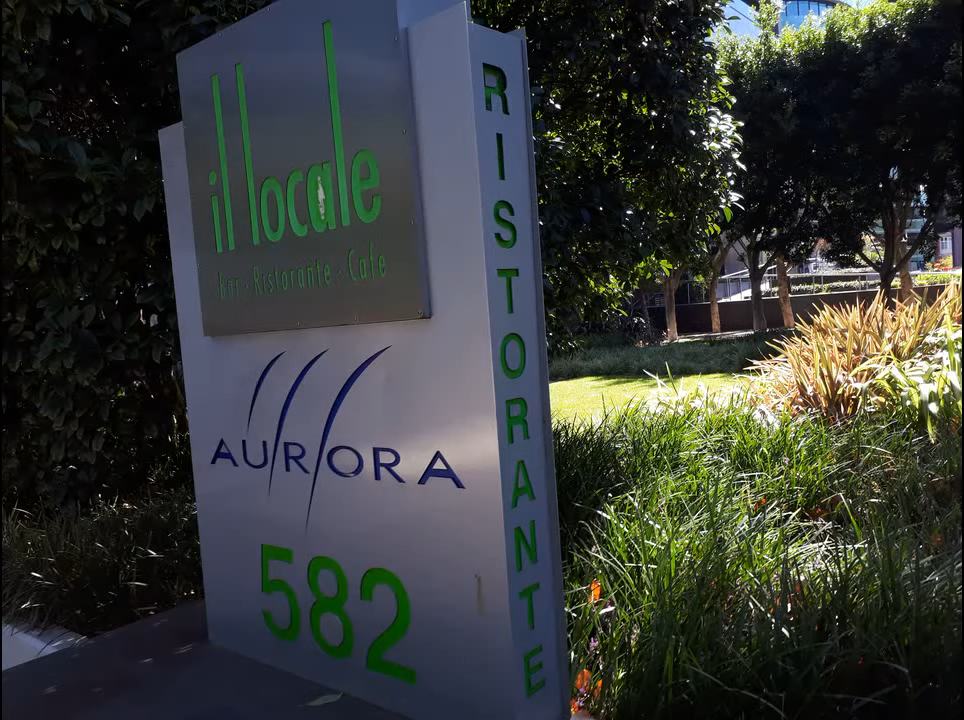 il locale
bar · Ristorante · Cafe
AURORA
582
RISTORANTE